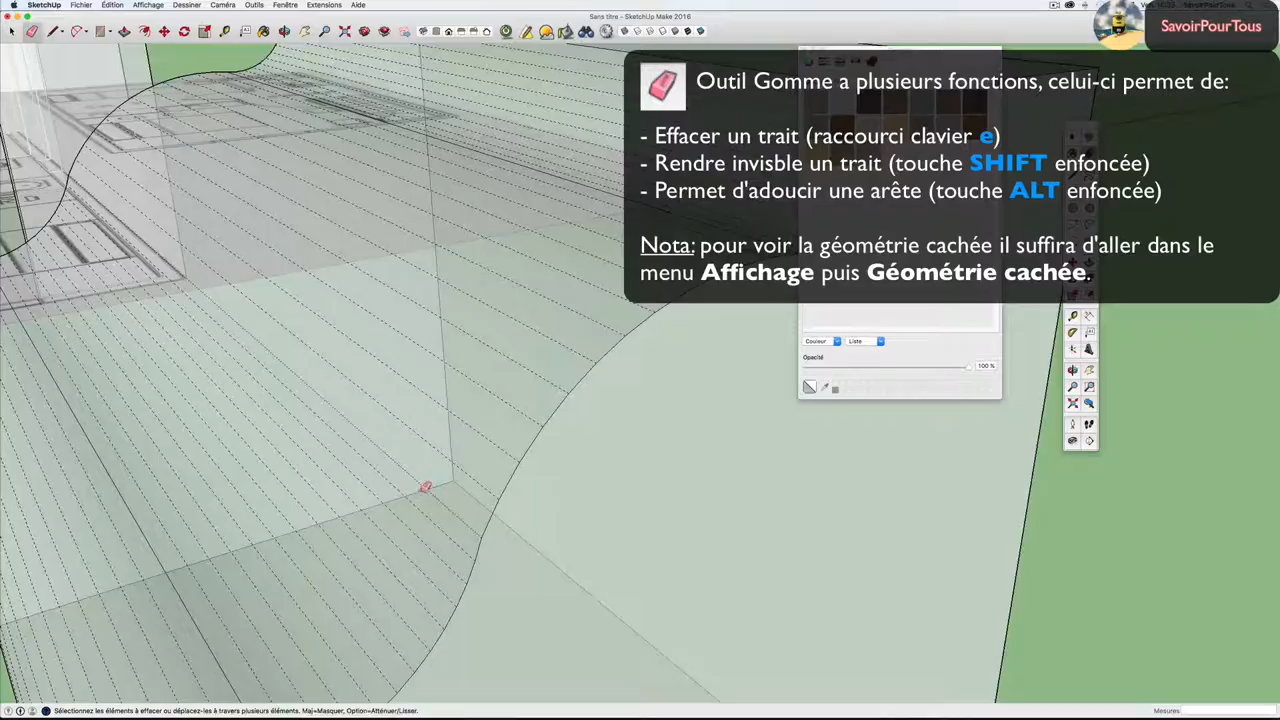 SketchUp Fichier Édition Affichage Caméra Dessiner Outils Fenêtre Extensions Aide
Sans titre - SketchUp Make 2016
SavoirPourTous
Outil Gomme a plusieurs fonctions, celui-ci permet de:
- Effacer un trait (raccourci clavier e)
- Rendre invisble un trait (touche SHIFT enfoncée)
- Permet d'adoucir une arête (touche ALT enfoncée)
Nota: pour voir la géométrie cachée il suffira d'aller dans le
menu Affichage puis Géométrie cachée.
Couleur Liste
Opacité
100 %
Sélectionnez les éléments à effacer ou déplacez-les à travers plusieurs éléments. Maj=Masquer, Option=Atténuer/Lisser.
Mesures